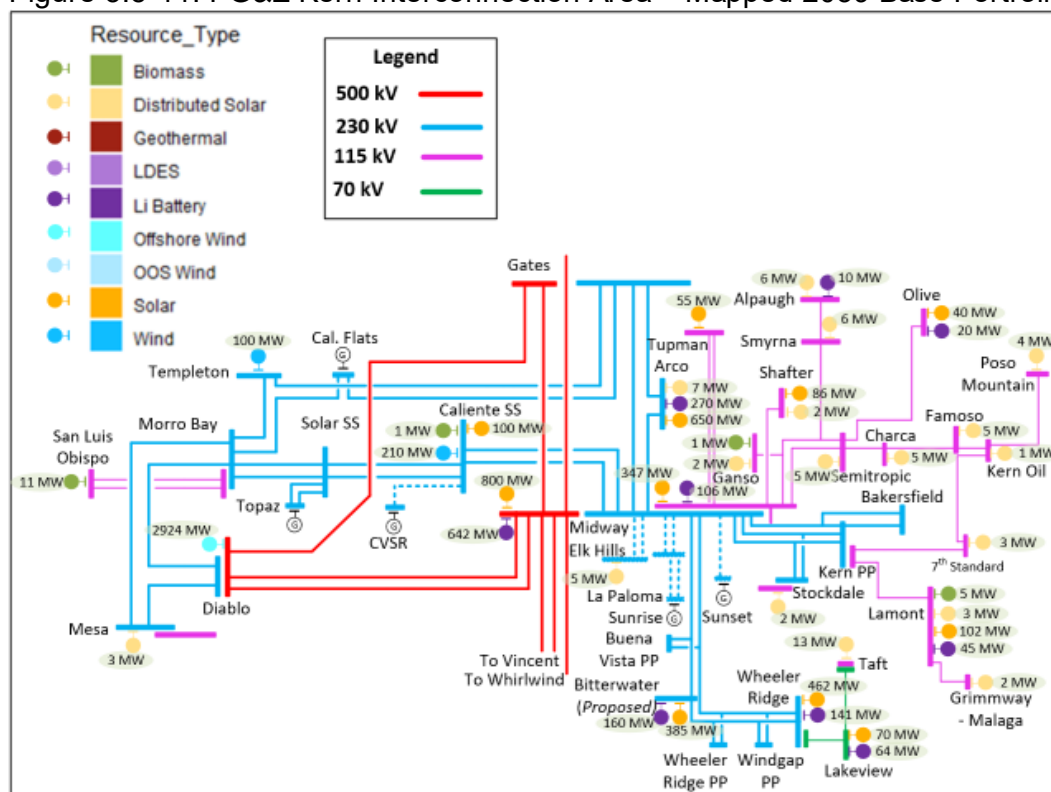 Resource_Type
Biomass
Distributed Solar
Geothermal
LDES
Li Battery
Offshore Wind
OOS Wind
Solar
Wind
Legend
500 kV
230 kV
115 kV
70 kV
Gates
100 MW
Templeton
Cal. Flats
G
Morro Bay
Solar SS
Caliente SS
1 MW
100 MW
210 MW
San Luis
Obispo
11 MW
Topaz
G
CVSR
G
800 MW
642 MW
2924 MW
Diablo
Mesa
3 MW
To Vincent
To Whirlwind
55 MW
Tupman
Arco
7 MW
270 MW
650 MW
6 MW
10 MW
Alpaugh
6 MW
Smyrna
Olive
40 MW
20 MW
4 MW
Poso
Mountain
Shafter
86 MW
2 MW
Famoso
5 MW
1 MW
Kern Oil
Charca
5 MW
1 MW
2 MW
Ganso
5 MW
Semitropic
Bakersfield
347 MW
106 MW
Midway
Elk Hills
5 MW
La Paloma
Sunrise
G
Sunset
G
Stockdale
2 MW
Kern PP
3 MW
7th Standard
Lamont
5 MW
3 MW
102 MW
45 MW
2 MW
Grimmway
- Malaga
13 MW
Taft
Buena
Vista PP
Bitterwater
(Proposed)
160 MW
385 MW
Wheeler
Ridge
462 MW
141 MW
70 MW
64 MW
Lakeview
Wheeler
Ridge PP
Windgap
PP